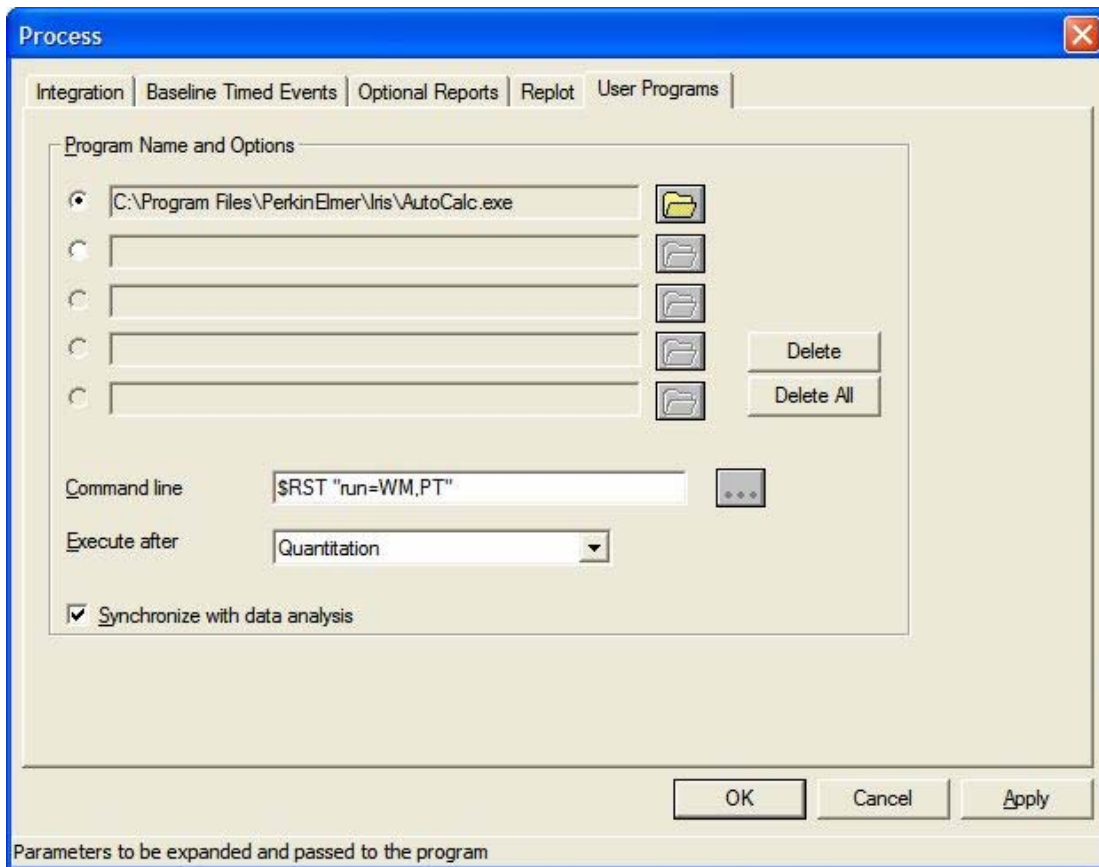 Process
Integration Baseline Timed Events Optional Reports Replot User Programs
Program Name and Options
C:\Program Files\PerkinElmer\Iris\AutoCalc.exe
Delete
Delete All
Command line $RST "run=WM,PT" ...
Execute after Quantitation
Synchronize with data analysis
OK Cancel Apply
Parameters to be expanded and passed to the program